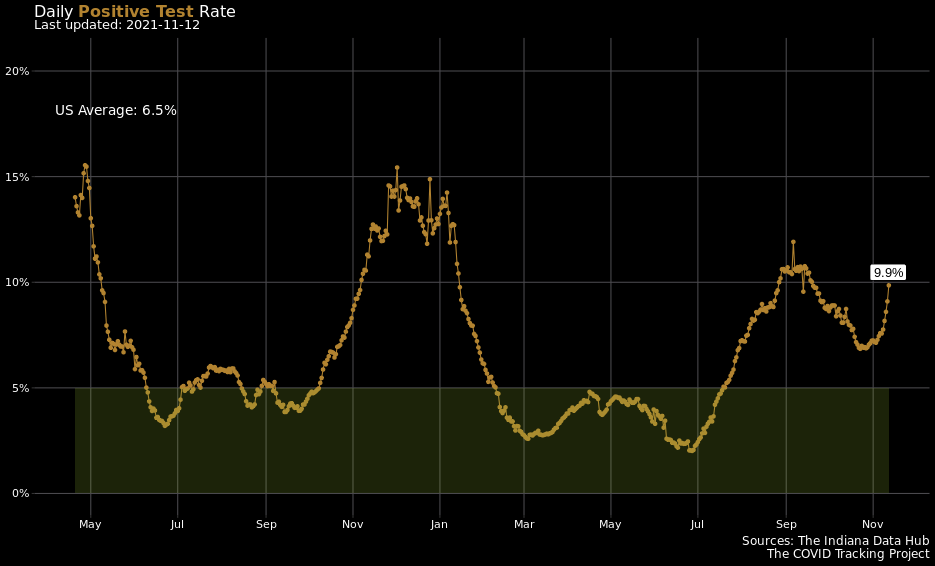 Daily Positive Test Rate
Last updated: 2021-11-12
20%
US Average: 6.5%
15%
10%
9.9%
5%
0%
May Jul Sep Nov Jan Mar May Jul Sep Nov
Sources: The Indiana Data Hub
The COVID Tracking Project